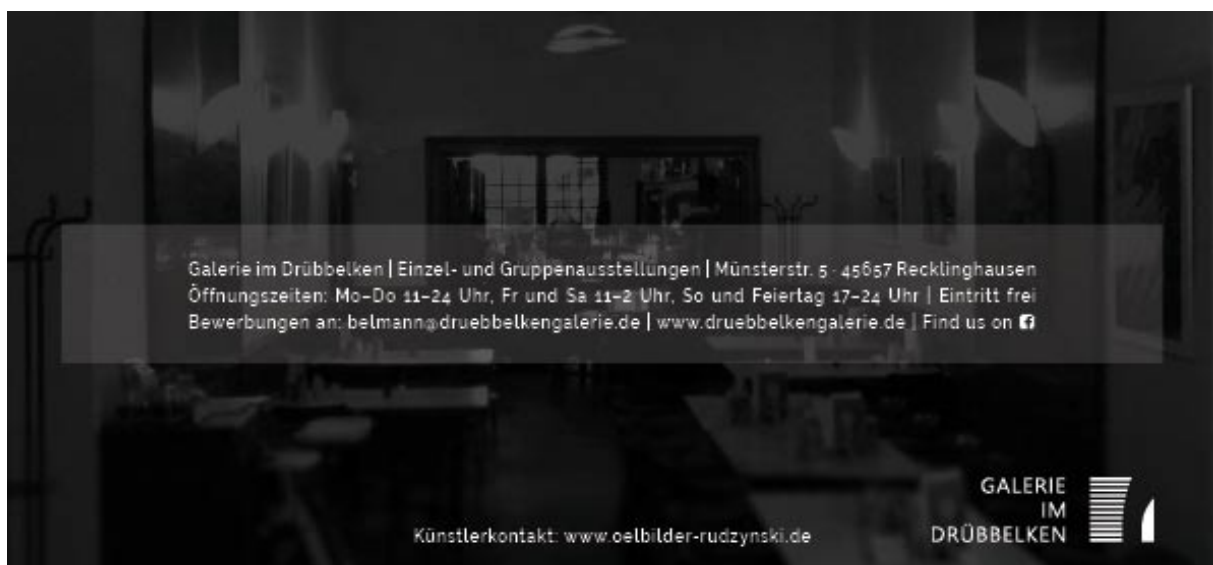 Galerie im Drübbelken | Einzel- und Gruppenausstellungen | Münsterstr. 5 · 45657 Recklinghausen
Öffnungszeiten: Mo–Do 11–24 Uhr, Fr und Sa 11–2 Uhr, So und Feiertag 17–24 Uhr | Eintritt frei
Bewerbungen an: belmann@druebbelkengalerie.de | www.druebbelkengalerie.de | Find us on
GALERIE
IM
DRÜBBELKEN
Künstlerkontakt: www.oelbilder-rudzynski.de